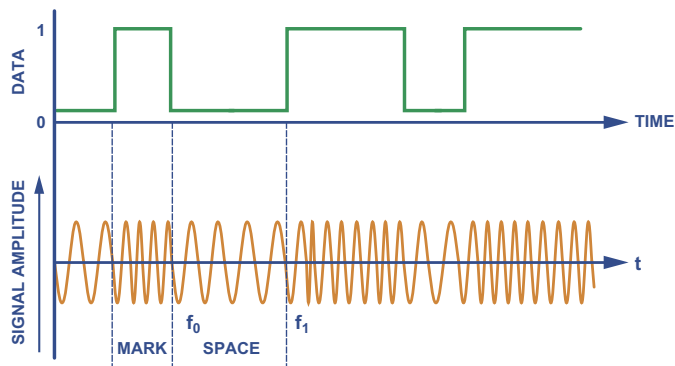 1
DATA
0
TIME
SIGNAL AMPLITUDE
t
f0
f1
MARK
SPACE